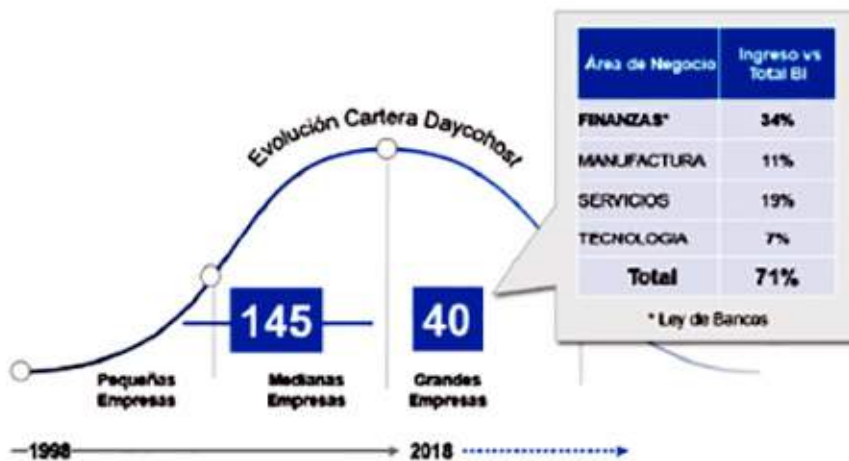 Evolución Cartera Daycohost
145
40
Pequeñas
Empresas
Medianas
Empresas
Grandes
Empresas
1998
2018
Área de Negocio
Ingreso vs
Total BI
FINANZAS*
34%
MANUFACTURA
11%
SERVICIOS
19%
TECNOLOGIA
7%
Total
71%
* Ley de Bancos